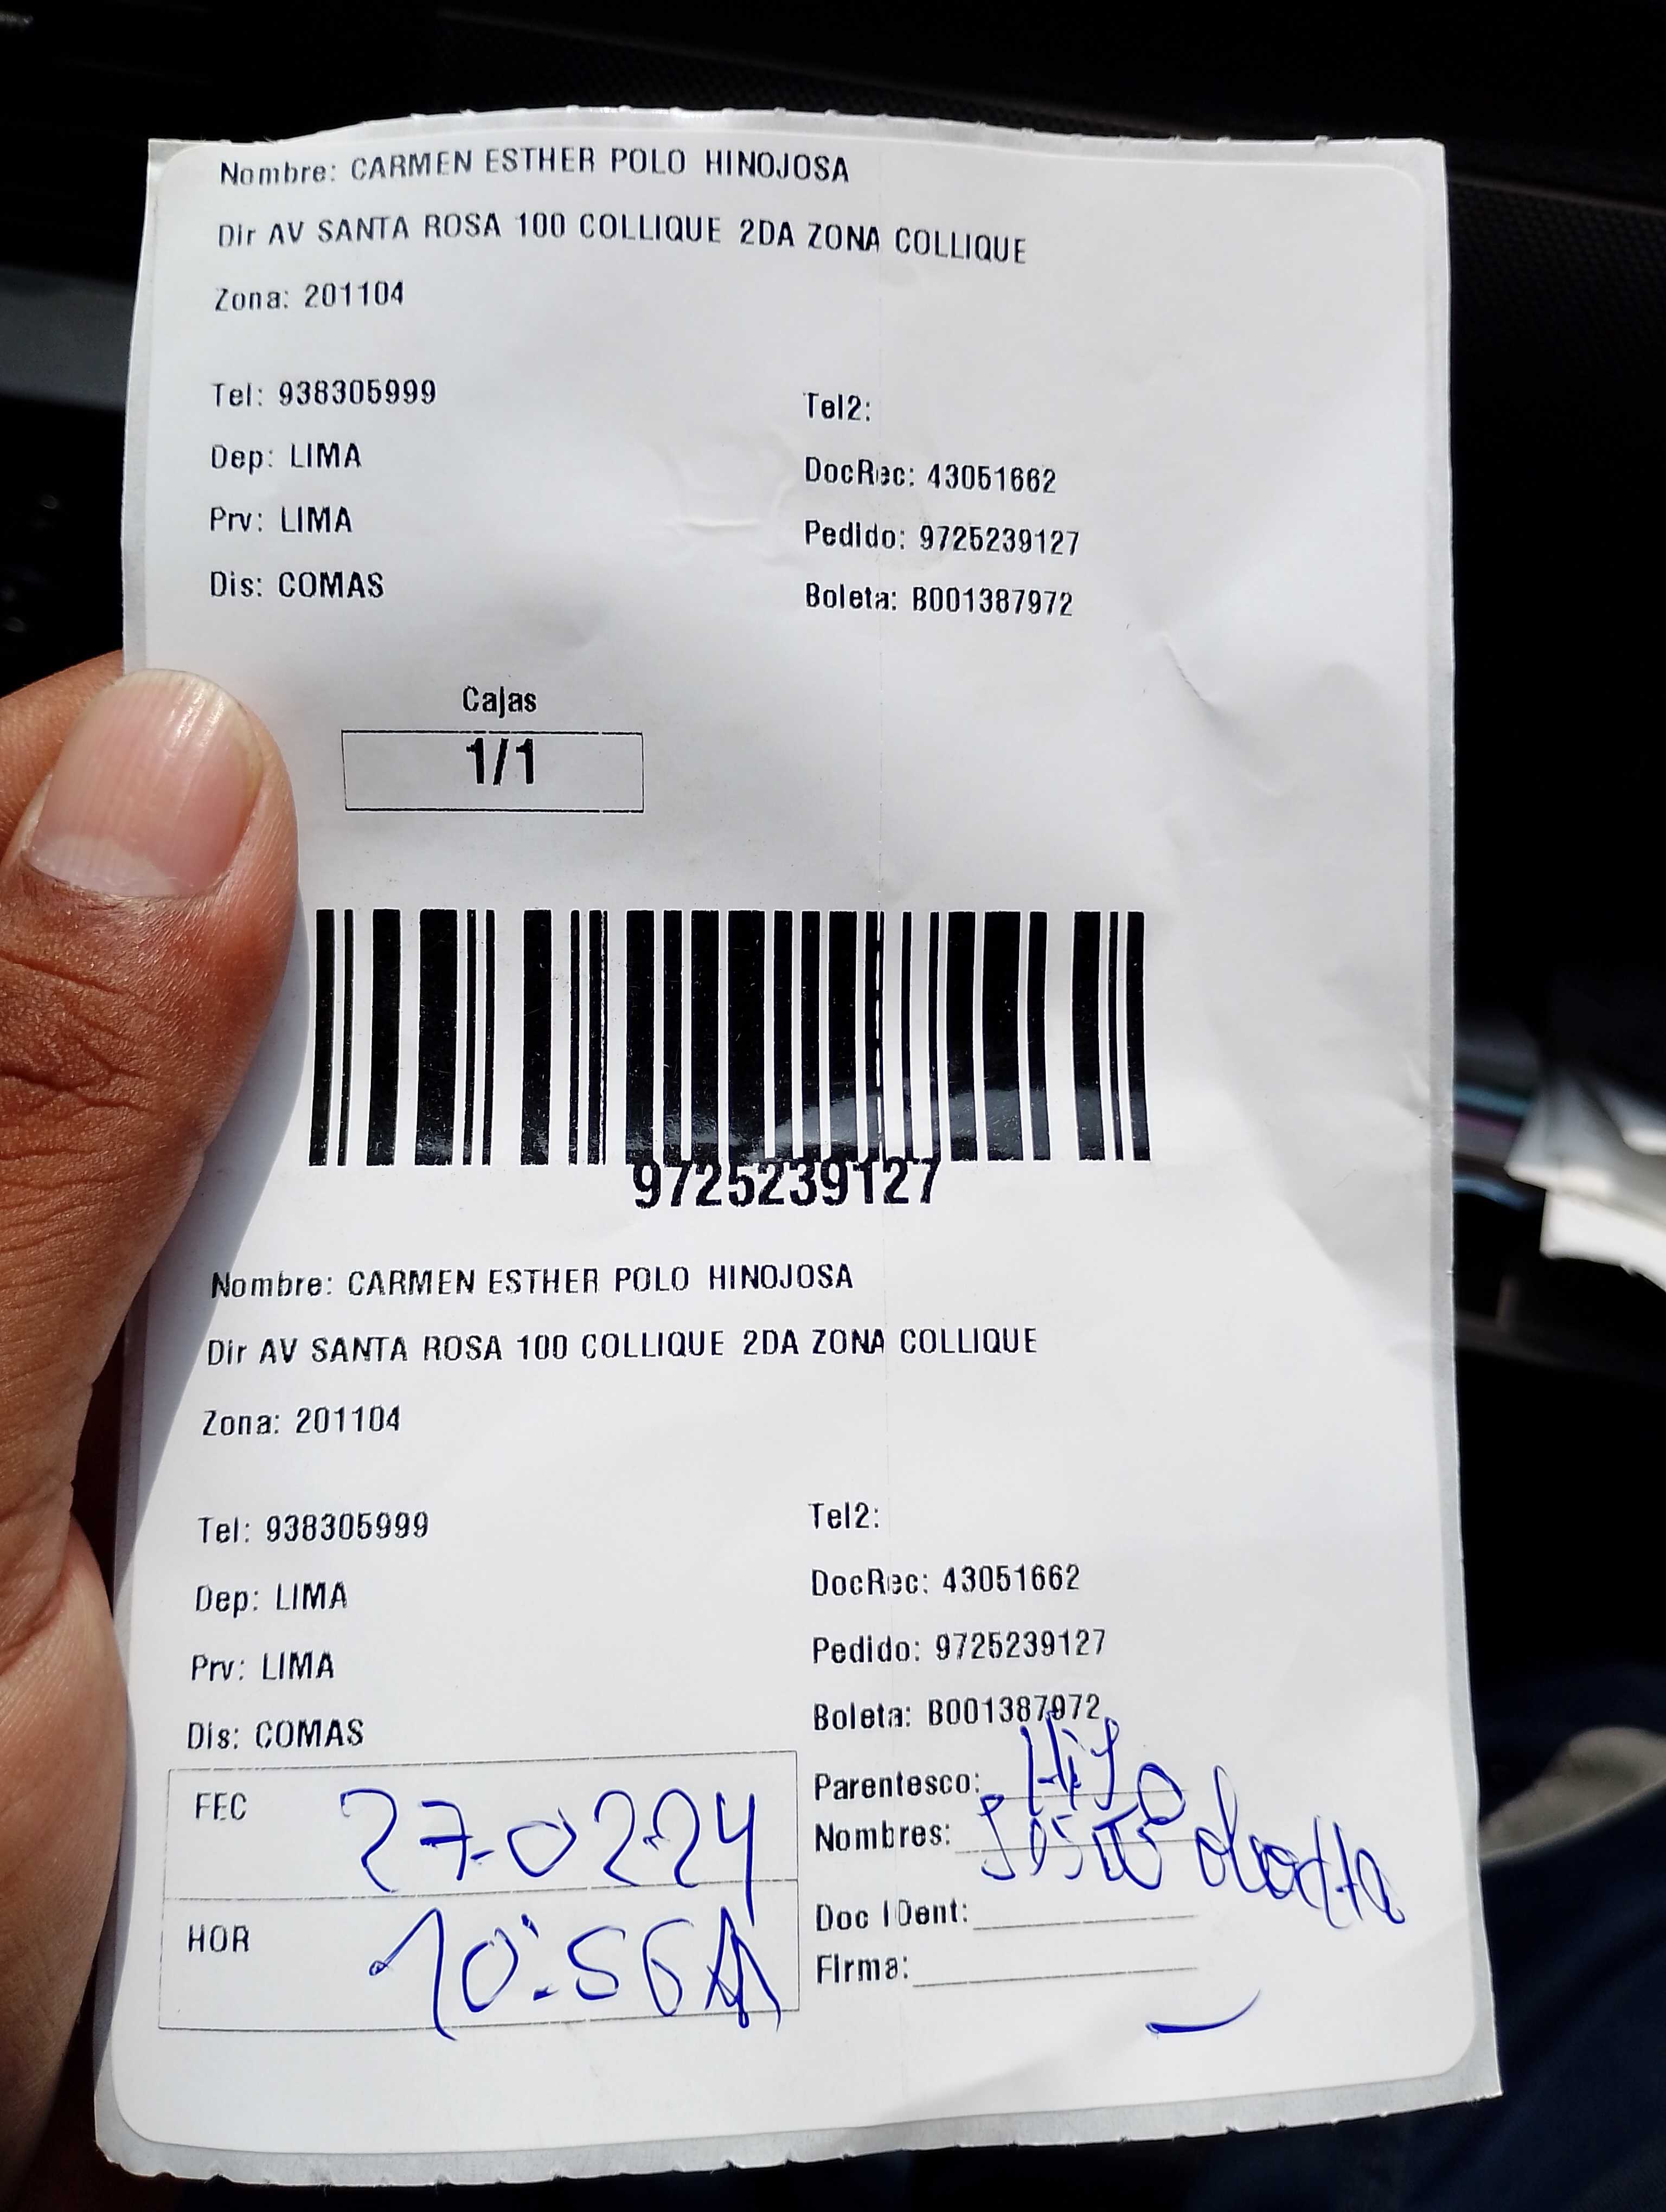 Nombre: CARMEN ESTHER POLO HINOJOSA
Dir AV SANTA ROSA 100 COLLIQUE 2DA ZONA COLLIQUE
Zona: 201104
Tel: 938305999
Tel2:
Dep: LIMA
DocRec: 43051662
Prv: LIMA
Pedido: 9725239127
Dis: COMAS
Boleta: B001387972
Cajas
1/1
9725239127
Nombre: CARMEN ESTHER POLO HINOJOSA
Dir AV SANTA ROSA 100 COLLIQUE 2DA ZONA COLLIQUE
Zona: 201104
Tel: 938305999
Tel2:
Dep: LIMA
DocRec: 43051662
Prv: LIMA
Pedido: 9725239127
Dis: COMAS
Boleta: B001387972
FEC 27-02-24
Parentesco: Hijo
Nombres:
HOR 10:56A
Doc IDent:
Firma: